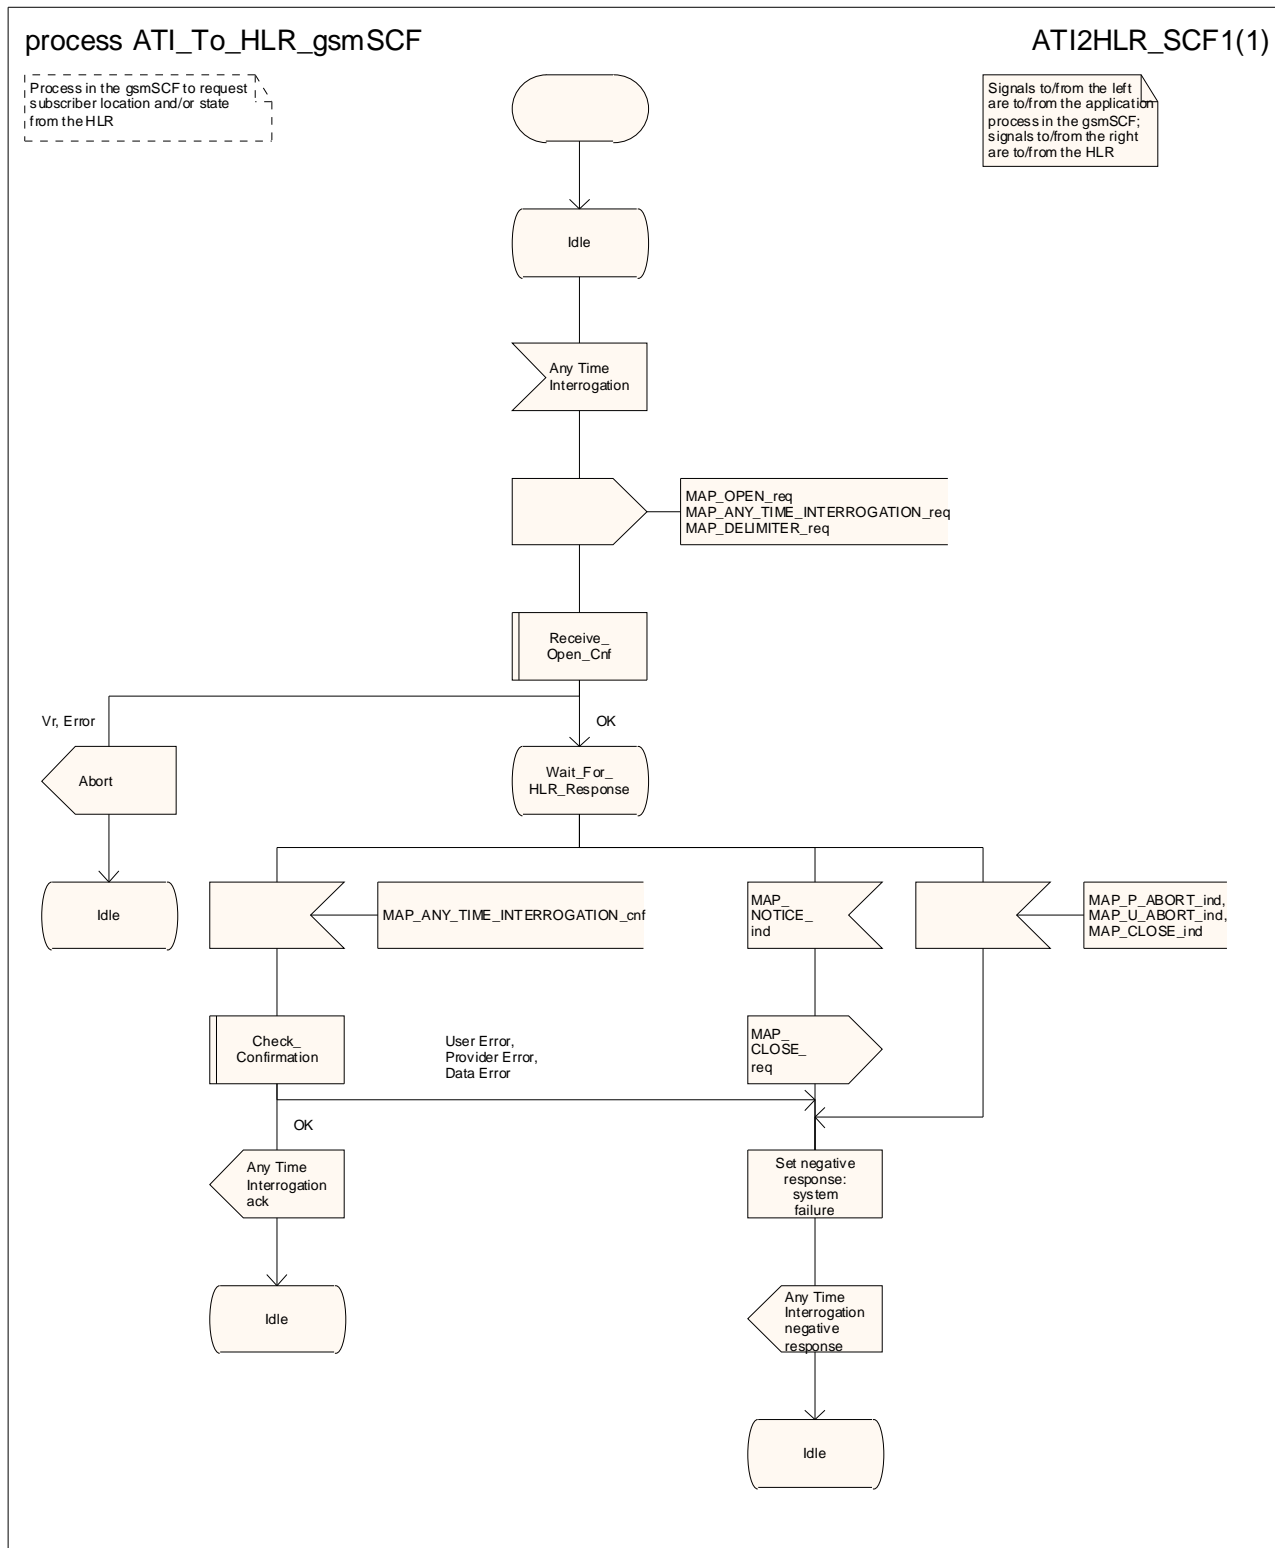 process ATI_To_HLR_gsmSCF
ATI2HLR_SCF1(1)
Process in the gsmSCF to request
subscriber location and/or state
from the HLR
Signals to/from the left
are to/from the application
process in the gsmSCF;
signals to/from the right
are to/from the HLR
Idle
Any Time
Interrogation
MAP_OPEN_req
MAP_ANY_TIME_INTERROGATION_req
MAP_DELIMITER_req
Receive_
Open_Cnf
Vr, Error
OK
Abort
Wait_For_
HLR_Response
Idle
MAP_ANY_TIME_INTERROGATION_cnf
MAP_
NOTICE_
ind
MAP_P_ABORT_ind,
MAP_U_ABORT_ind,
MAP_CLOSE_ind
Check_
Confirmation
User Error,
Provider Error,
Data Error
MAP_
CLOSE_
req
OK
Any Time
Interrogation
ack
Set negative
response:
system
failure
Idle
Any Time
Interrogation
negative
response
Idle